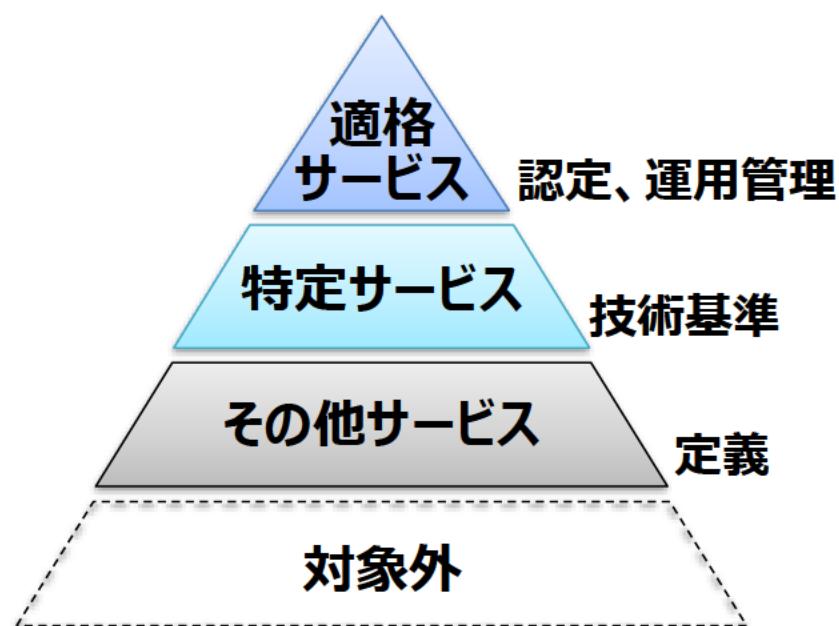 適格
サービス
認定、運用管理
特定サービス
技術基準
その他サービス
定義
対象外